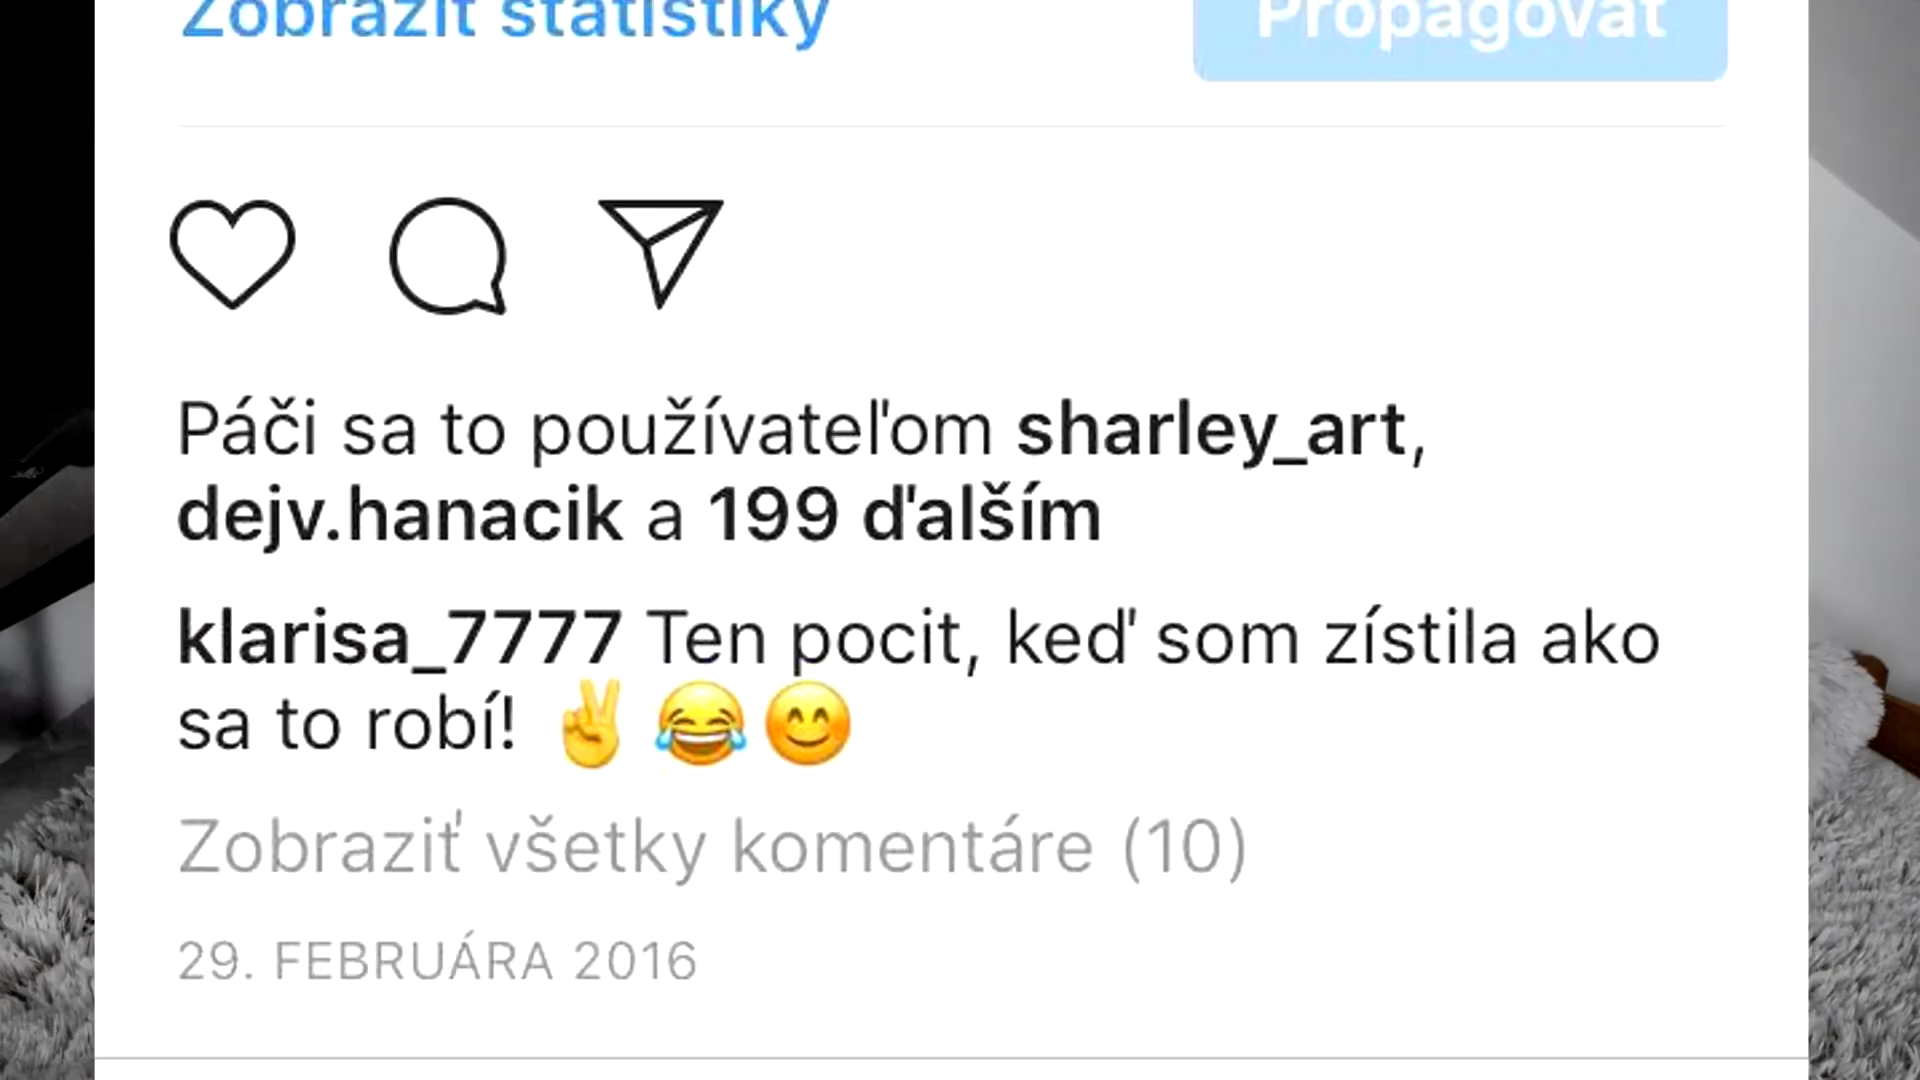 Zobraziť štatistiky
Propagovať
Páči sa to používateľom sharley_art,
dejv.hanacik a 199 ďalším
klarisa_7777 Ten pocit, keď som zístila ako
sa to robí! ✌️😂😊
Zobraziť všetky komentáre (10)
29. FEBRUÁRA 2016